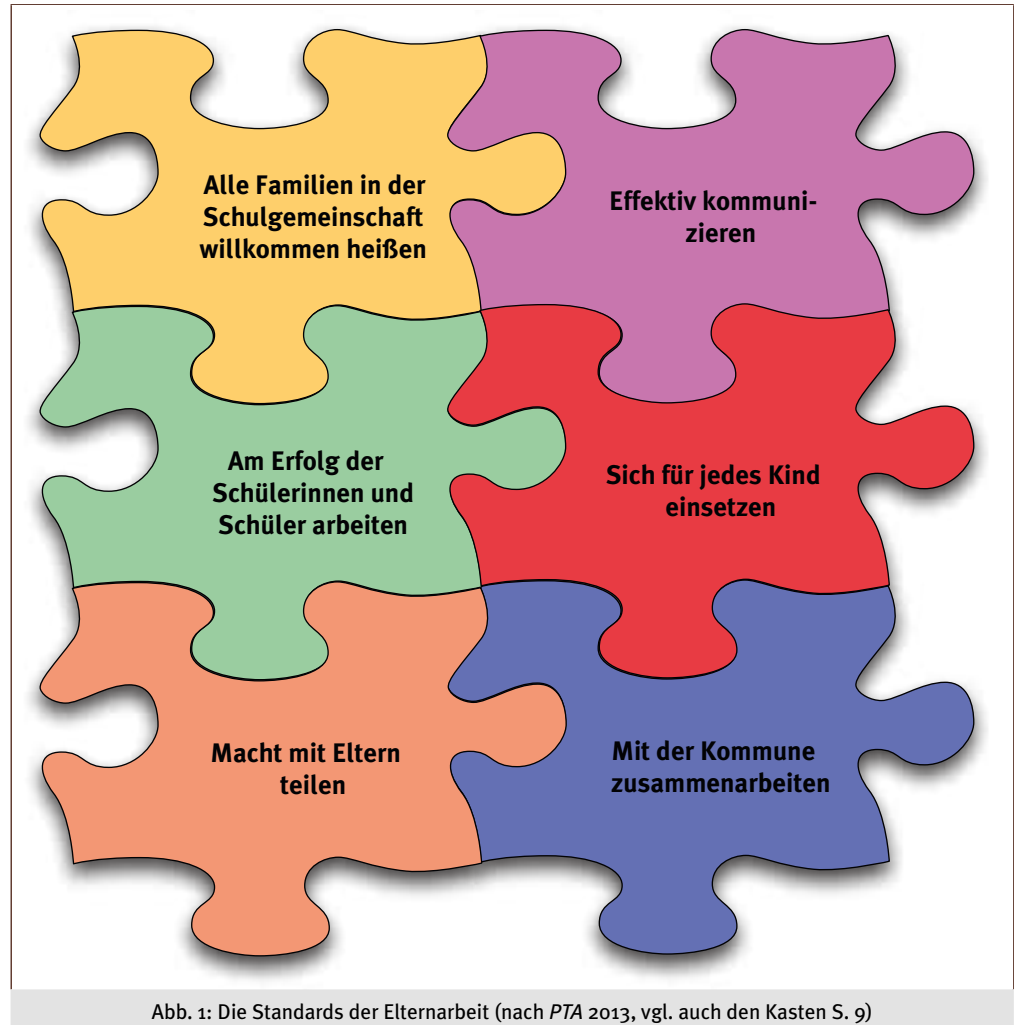 Alle Familien in der
Schulgemeinschaft
willkommen heißen
Effektiv kommuni-
zieren
Am Erfolg der
Schülerinnen und
Schüler arbeiten
Sich für jedes Kind
einsetzen
Macht mit Eltern
teilen
Mit der Kommune
zusammenarbeiten
Abb. 1: Die Standards der Elternarbeit (nach PTA 2013, vgl. auch den Kasten S. 9)